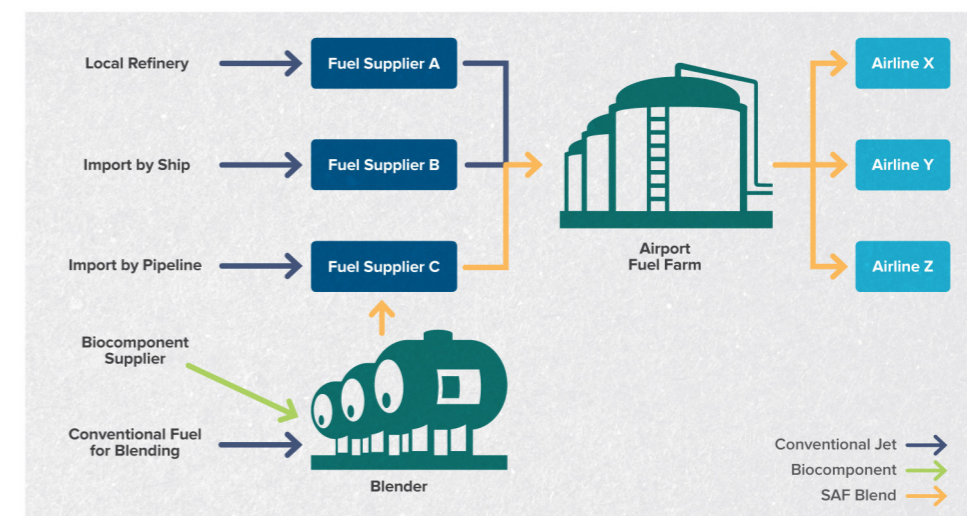 Local Refinery
Fuel Supplier A
Airline X
Import by Ship
Fuel Supplier B
Airline Y
Import by Pipeline
Fuel Supplier C
Airport
Fuel Farm
Airline Z
Biocomponent
Supplier
Conventional Fuel
for Blending
Blender
Conventional Jet
Biocomponent
SAF Blend